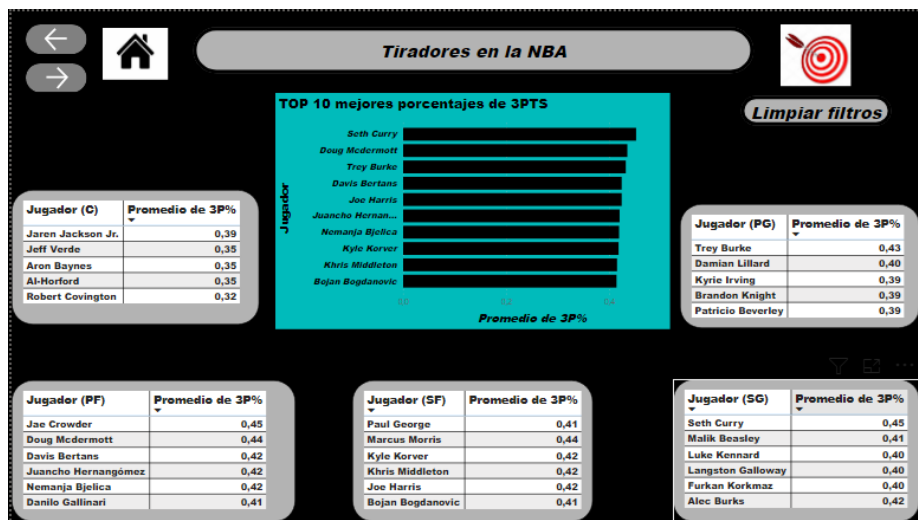 Tiradores en la NBA
Limpiar filtros
TOP 10 mejores porcentajes de 3PTS
Jugador
Seth Curry
Doug Mcdermott
Trey Burke
Davis Bertans
Joe Harris
Juancho Hernan...
Nemanja Bjelica
Kyle Korver
Khris Middleton
Bojan Bogdanovic
0,0 0,2 0,4
Promedio de 3P%
Jugador (C) Promedio de 3P%
Jaren Jackson Jr. 0,39
Jeff Verde 0,35
Aron Baynes 0,35
Al-Horford 0,35
Robert Covington 0,32
Jugador (PG) Promedio de 3P%
Trey Burke 0,43
Damian Lillard 0,40
Kyrie Irving 0,39
Brandon Knight 0,39
Patricio Beverley 0,39
Jugador (PF) Promedio de 3P%
Jae Crowder 0,45
Doug Mcdermott 0,44
Davis Bertans 0,42
Juancho Hernangómez 0,42
Nemanja Bjelica 0,42
Danilo Gallinari 0,41
Jugador (SF) Promedio de 3P%
Paul George 0,41
Marcus Morris 0,44
Kyle Korver 0,42
Khris Middleton 0,42
Joe Harris 0,42
Bojan Bogdanovic 0,41
Jugador (SG) Promedio de 3P%
Seth Curry 0,45
Malik Beasley 0,41
Luke Kennard 0,40
Langston Galloway 0,40
Furkan Korkmaz 0,40
Alec Burks 0,42